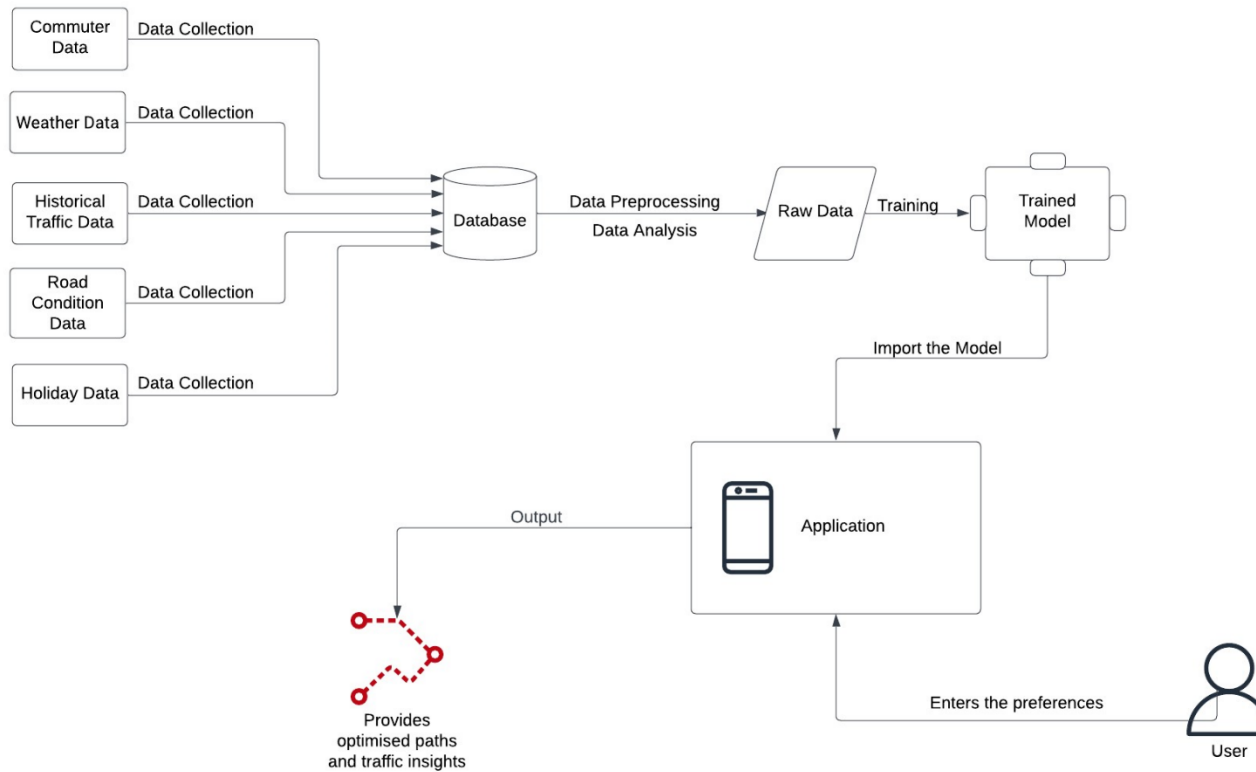 Commuter
Data
Data Collection
Weather Data
Data Collection
Historical
Traffic Data
Data Collection
Road
Condition
Data
Data Collection
Holiday Data
Data Collection
Database
Data Preprocessing
Data Analysis
Raw Data
Training
Trained
Model
Import the Model
Application
Output
Provides
optimised paths
and traffic insights
Enters the preferences
User